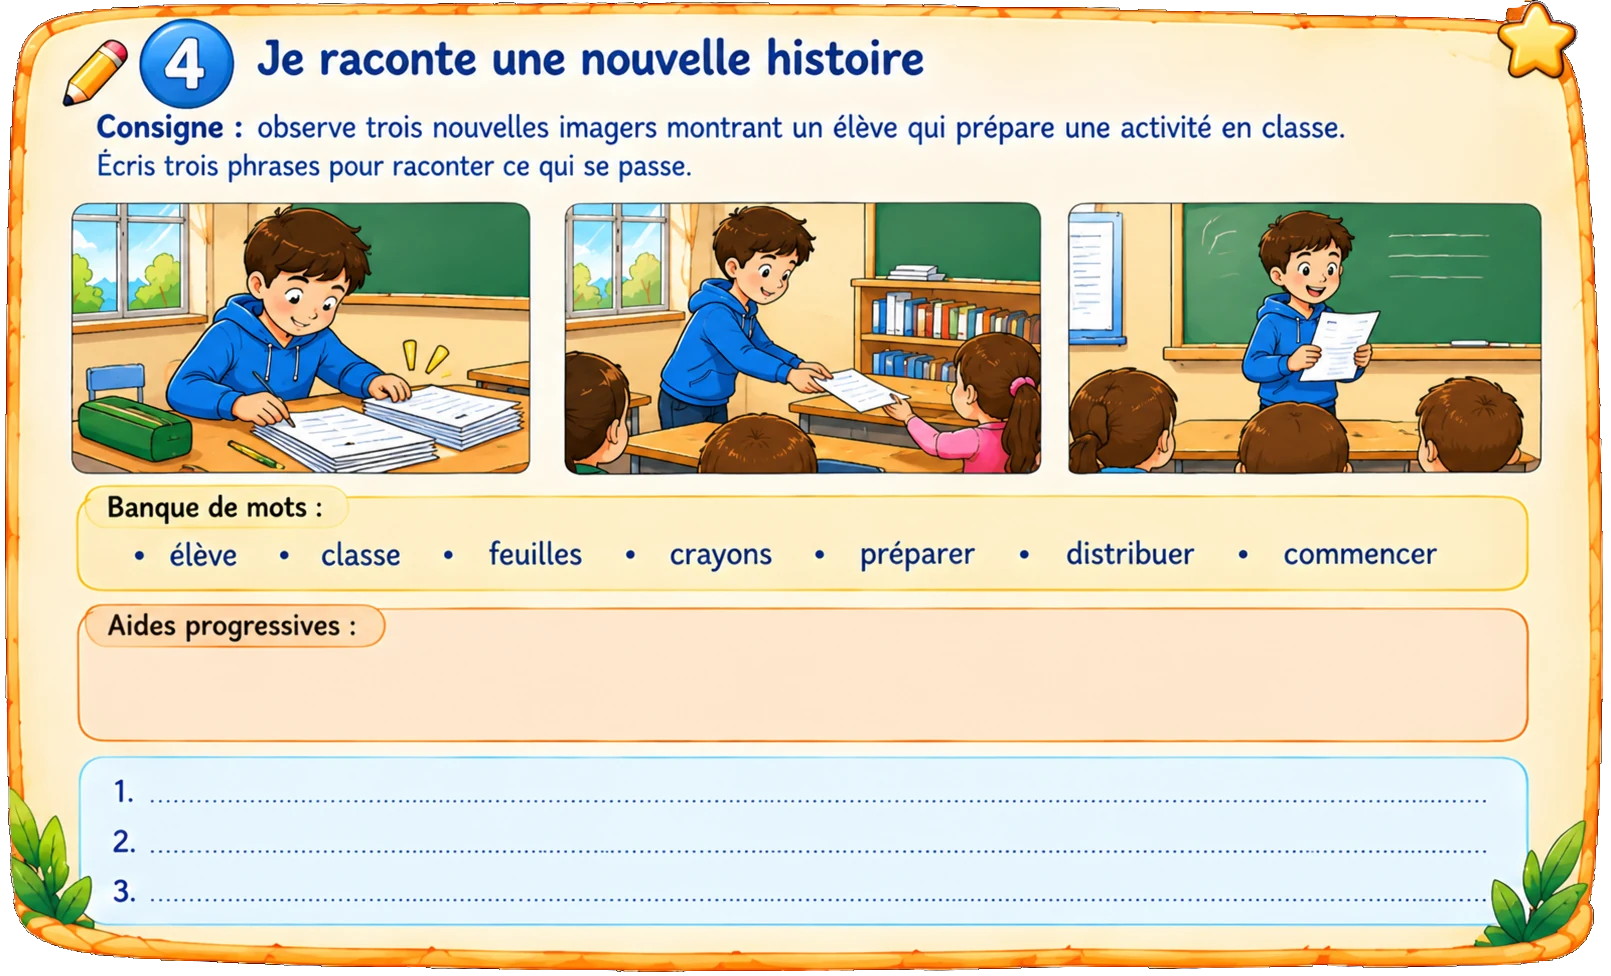 4 Je raconte une nouvelle histoire
Consigne : observe trois nouvelles imagers montrant un élève qui prépare une activité en classe.
Écris trois phrases pour raconter ce qui se passe.
Banque de mots :
• élève • classe • feuilles • crayons • préparer • distribuer • commencer
Aides progressives :
1. ........................................................
2. ........................................................
3. ........................................................